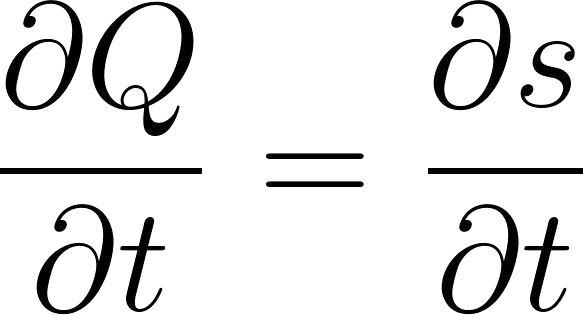 ∂Q/∂t = ∂s/∂t